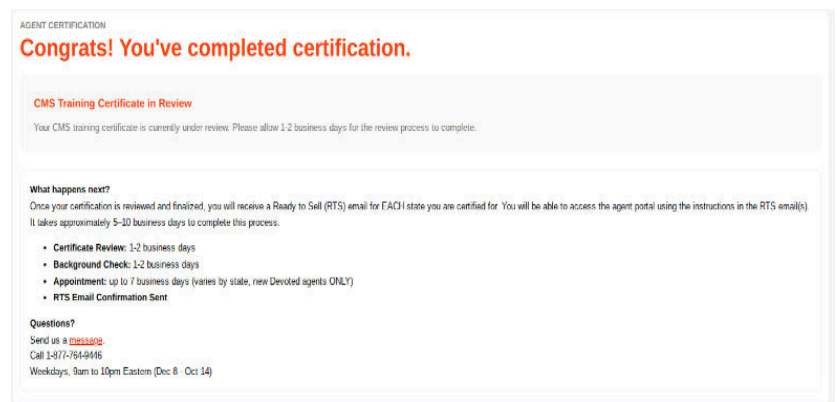 AGENT CERTIFICATION
Congrats! You've completed certification.
CMS Training Certificate in Review
Your CMS training certificate is currently under review. Please allow 1-2 business days for the review process to complete.
What happens next?
Once your certification is reviewed and finalized, you will receive a Ready to Sell (RTS) email for EACH state you are certified for. You will be able to access the agent portal using the instructions in the RTS email(s).
It takes approximately 5–10 business days to complete this process.
• Certificate Review: 1-2 business days
• Background Check: 1-2 business days
• Appointment: up to 7 business days (varies by state, new Devoted agents ONLY)
• RTS Email Confirmation Sent
Questions?
Send us a message.
Call 1-877-764-9446
Weekdays, 9am to 10pm Eastern (Dec 8 - Oct 14)